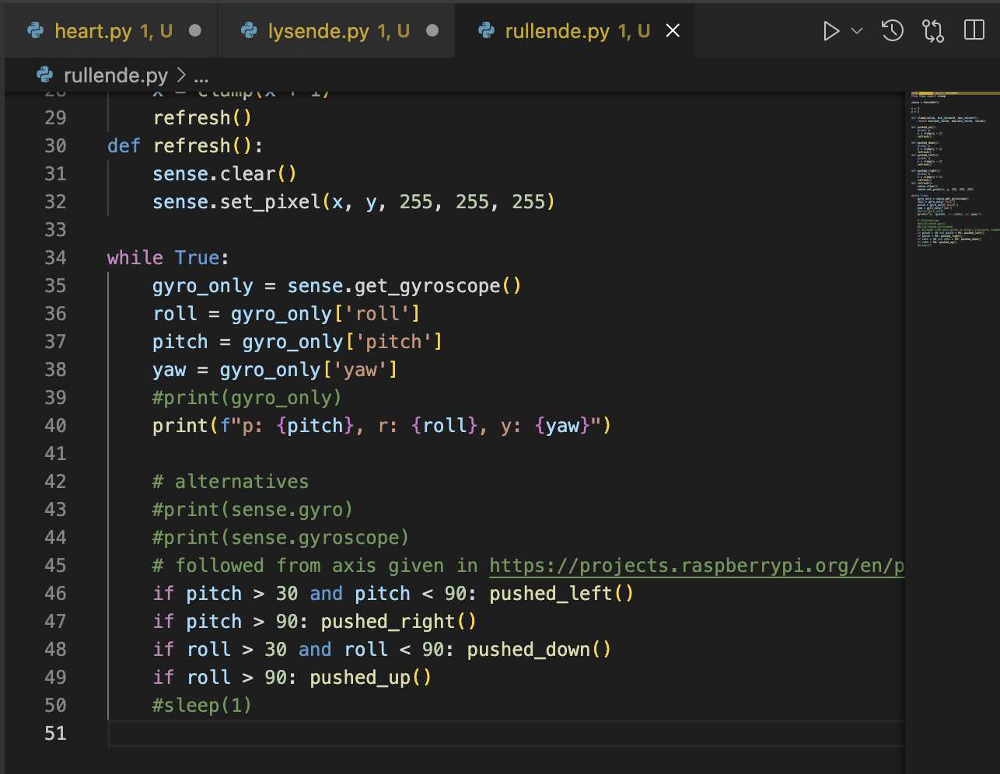 heart.py 1, U
lysende.py 1, U
rullende.py 1, U
rullende.py > ...
28 x = clamp(x + 1)
29 refresh()
30 def refresh():
31 sense.clear()
32 sense.set_pixel(x, y, 255, 255, 255)
33
34 while True:
35 gyro_only = sense.get_gyroscope()
36 roll = gyro_only['roll']
37 pitch = gyro_only['pitch']
38 yaw = gyro_only['yaw']
39 #print(gyro_only)
40 print(f"p: {pitch}, r: {roll}, y: {yaw}")
41
42 # alternatives
43 #print(sense.gyro)
44 #print(sense.gyroscope)
45 # followed from axis given in https://projects.raspberrypi.org/en/p
46 if pitch > 30 and pitch < 90: pushed_left()
47 if pitch > 90: pushed_right()
48 if roll > 30 and roll < 90: pushed_down()
49 if roll > 90: pushed_up()
50 #sleep(1)
51